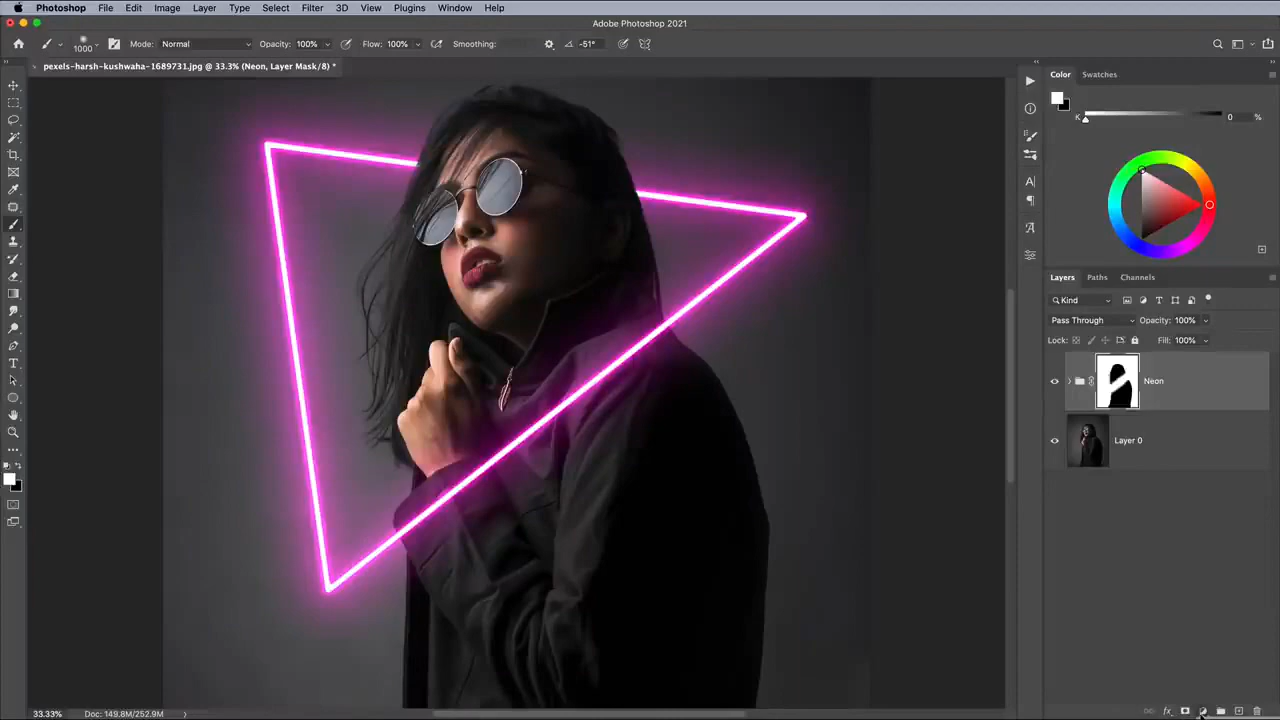 Photoshop File Edit Image Layer Type Select Filter 3D View Plugins Window Help
Adobe Photoshop 2021
1000 Mode: Normal Opacity: 100% Flow: 100% Smoothing: -51°
pexels-harsh-kushwaha-1689731.jpg @ 33.3% (Neon, Layer Mask/8) *
Color Swatches
K 0 %
Layers Paths Channels
Kind
Pass Through Opacity: 100%
Lock: Fill: 100%
Neon
Layer 0
33.33% Doc: 149.8M/252.9M